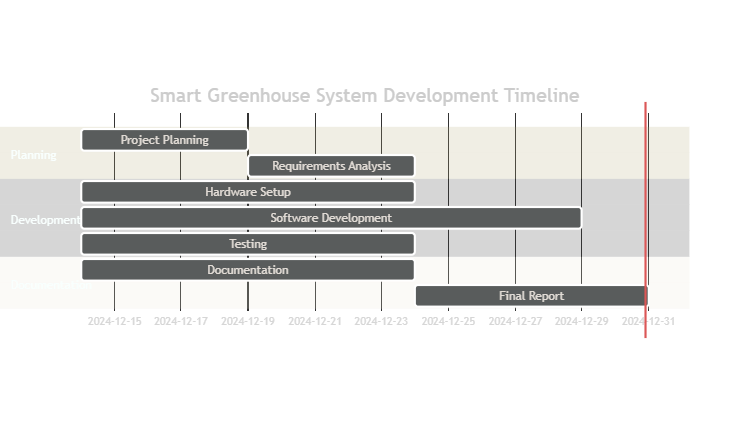 Smart Greenhouse System Development Timeline
Project Planning
Planning
Requirements Analysis
Hardware Setup
Development
Software Development
Testing
Documentation
Final Report
2024-12-15 2024-12-17 2024-12-19 2024-12-21 2024-12-23 2024-12-25 2024-12-27 2024-12-29 2024-12-31